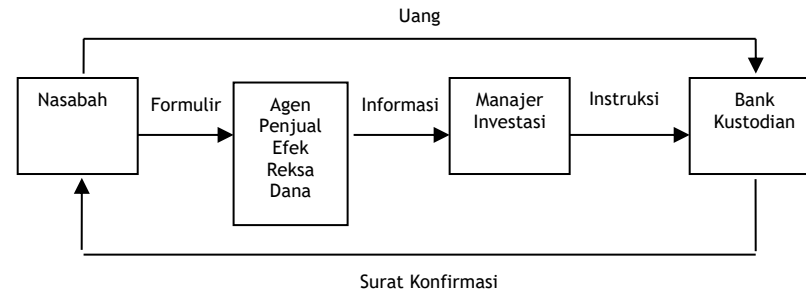 Uang
Nasabah
Formulir
Agen
Penjual
Efek
Reksa
Dana
Informasi
Manajer
Investasi
Instruksi
Bank
Kustodian
Surat Konfirmasi